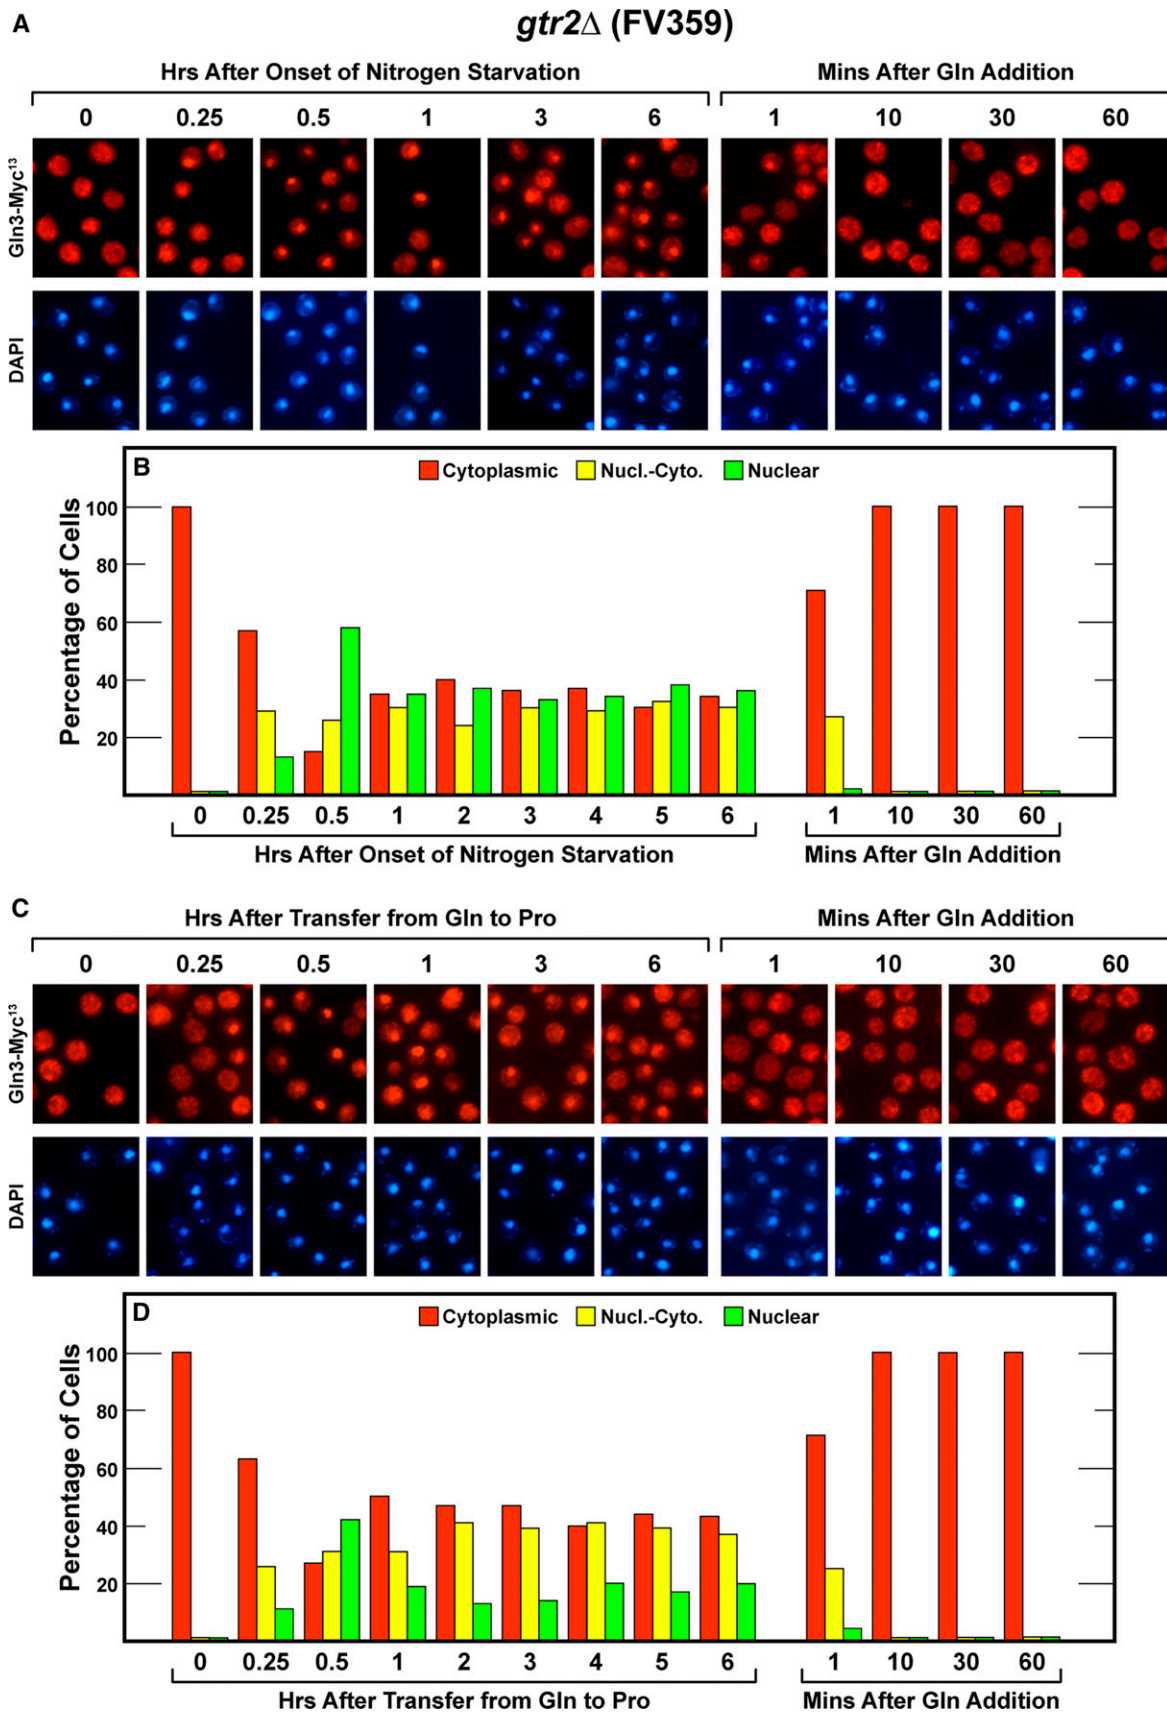 gtr2Δ (FV359)
A
Hrs After Onset of Nitrogen Starvation Mins After Gln Addition
0 0.25 0.5 1 3 6 1 10 30 60
Gln3-Myc¹³
DAPI
B
Cytoplasmic Nucl.-Cyto. Nuclear
Percentage of Cells
100
80
60
40
20
0 0.25 0.5 1 2 3 4 5 6 1 10 30 60
Hrs After Onset of Nitrogen Starvation Mins After Gln Addition
C
Hrs After Transfer from Gln to Pro Mins After Gln Addition
0 0.25 0.5 1 3 6 1 10 30 60
Gln3-Myc¹³
DAPI
D
Cytoplasmic Nucl.-Cyto. Nuclear
Percentage of Cells
100
80
60
40
20
0 0.25 0.5 1 2 3 4 5 6 1 10 30 60
Hrs After Transfer from Gln to Pro Mins After Gln Addition